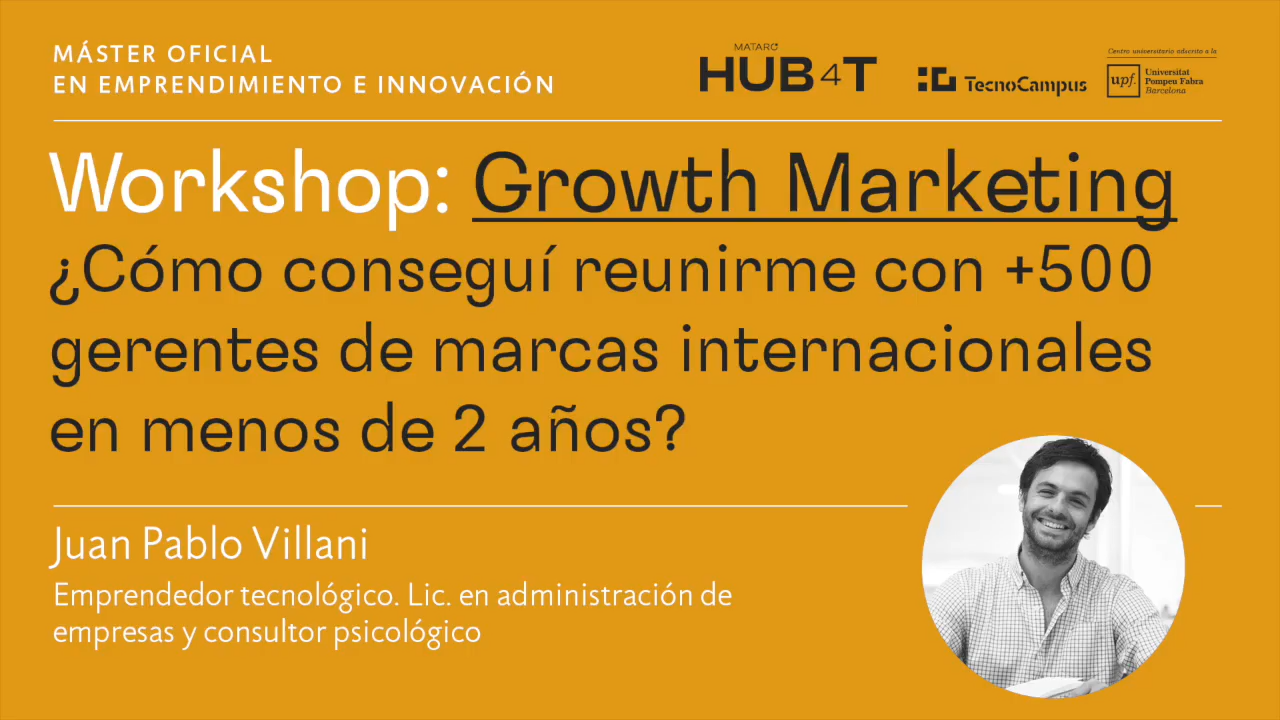 MÁSTER OFICIAL
EN EMPRENDIMIENTO E INNOVACIÓN
MATARÓ
HUB4T
TecnoCampus
Centro universitario adscrito a la
upf.
Universitat
Pompeu Fabra
Barcelona
Workshop: Growth Marketing
¿Cómo conseguí reunirme con +500
gerentes de marcas internacionales
en menos de 2 años?
Juan Pablo Villani
Emprendedor tecnológico. Lic. en administración de
empresas y consultor psicológico